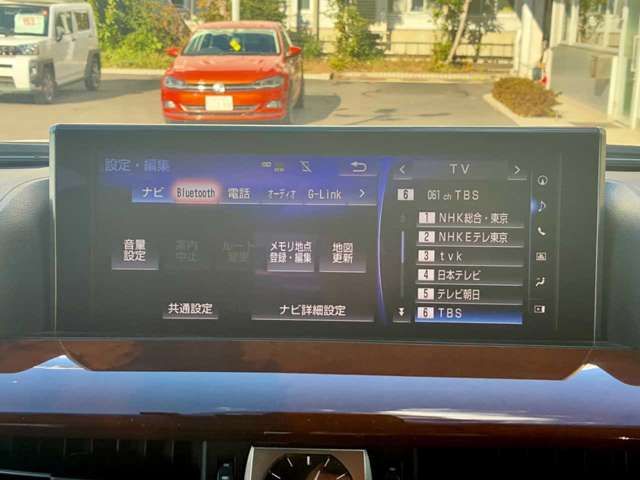 設定・編集
ナビ Bluetooth 電話 オーディオ G-Link >
音量設定
案内中止
ルート変更
メモリ地点登録・編集
地図更新
共通設定
ナビ詳細設定
< TV >
6 061 ch TBS
1 NHK総合・東京
2 NHKEテレ東京
3 tvk
4 日本テレビ
5 テレビ朝日
6 TBS